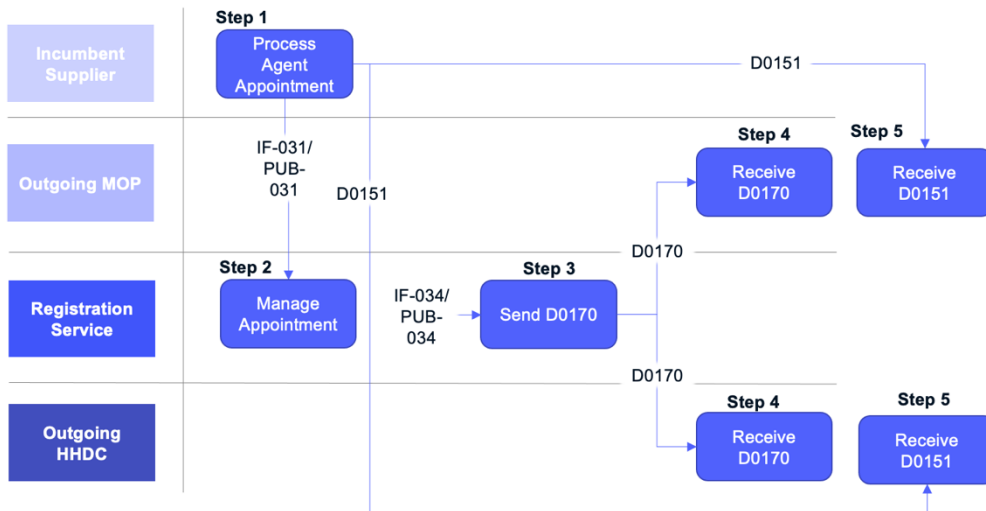 Step 1
Incumbent
Supplier
Process
Agent
Appointment
D0151
IF-031/
PUB-
031
D0151
Step 4
Step 5
Outgoing MOP
Receive
D0170
Receive
D0151
D0170
Step 2
Step 3
Registration
Service
Manage
Appointment
IF-034/
PUB-
034
Send D0170
D0170
Step 4
Step 5
Outgoing
HHDC
Receive
D0170
Receive
D0151